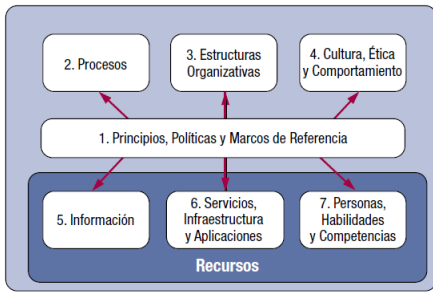 2. Procesos
3. Estructuras
Organizativas
4. Cultura, Ética
y Comportamiento
1. Principios, Políticas y Marcos de Referencia
5. Información
6. Servicios,
Infraestructura
y Aplicaciones
7. Personas,
Habilidades
y Competencias
Recursos